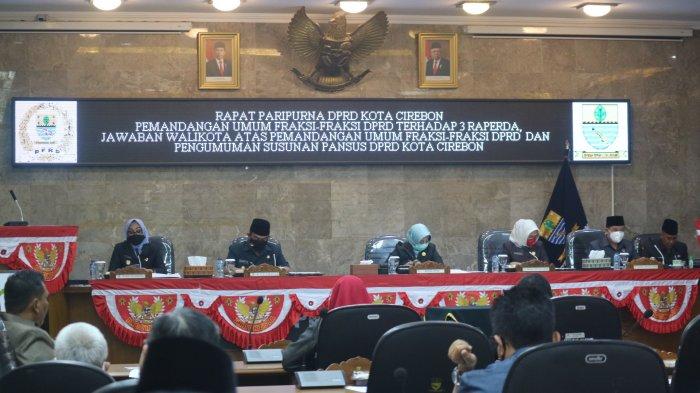 RAPAT PARIPURNA DPRD KOTA CIREBON
PEMANDANGAN UMUM FRAKSI-FRAKSI DPRD TERHADAP 3 RAPERDA,
JAWABAN WALIKOTA ATAS PEMANDANGAN UMUM FRAKSI-FRAKSI DPRD DAN
PENGUMUMAN SUSUNAN PANSUS DPRD KOTA CIREBON
DPRD